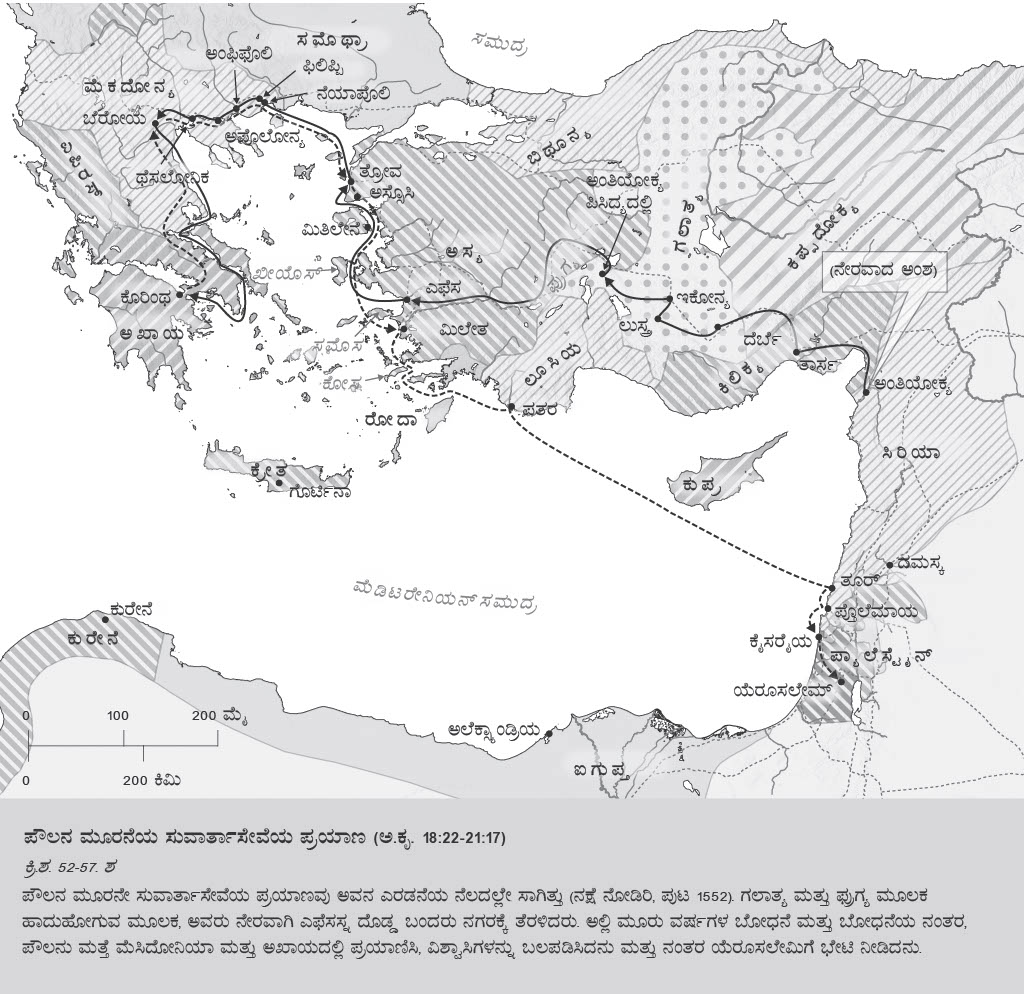 ಸಮುದ್ರ
ಸಮೊಥ್ರಾ
ಅಂಫಿಫೊಲಿ
ಫಿಲಿಪ್ಪಿ
ನೆಯಾಪೊಲಿ
ಮೆಕದೋನ್ಯ
ಬೆರೋಯ
ಅಪೊಲೋನ್ಯ
ಥೆಸಲೋನಿಕ
ತ್ರೋವ
ಅಸ್ಸೊಸಿ
ಬಿಥೂನ್ಯ
ಅಂತಿಯೋಕ್ಯ
ಪಿಸಿದ್ಯದಲ್ಲಿ
ಗಲಾತ್ಯ
ಕಪ್ಪದೋಕ್ಯ
ಮಿತಿಲೇನೆ
ಅಸ್ಯ
ಖೀಯೊಸ್
(ನೇರವಾದ ಅಂಶ)
ಎಫೆಸ
ಕೊರಿಂಥ
ಇಕೋನ್ಯ
ಅಖಾಯ
ಮಿಲೇತ
ಲುಸ್ತ್ರ
ದೆರ್ಬೆ
ಸಮೊಸ
ತಾರ್ಸ
ಲೂಸಿಯ
ಕಿಲಿಕ್ಯ
ಕೋಸ
ಅಂತಿಯೋಕ್ಯ
ರೋದಾ
ಪತರ
ಸಿರಿಯಾ
ಕ್ರೇತ
ಗೊರ್ಟಿನಾ
ಕುಪ್ರ
ದಮಸ್ಕ
ತೂರ್
ಮೆಡಿಟರೇನಿಯನ್ ಸಮುದ್ರ
ಕುರೇನೆ
ಪ್ತೊಲೆಮಾಯ
ಕುರೇನೆ
ಕೈಸರೈಯ
ಪ್ಯಾಲೆಸ್ಟೈನ್
ಯೆರೂಸಲೇಮ್
0 100 200 ಮೈ
ಅಲೆಕ್ಸಾಂಡ್ರಿಯ
ಐಗುಪ್ತ
0 200 ಕಿಮಿ
ಪೌಲನ ಮೂರನೆಯ ಸುವಾರ್ತಾಸೇವೆಯ ಪ್ರಯಾಣ (ಅ.ಕೃ. 18:22-21:17)
ಕ್ರಿ.ಶ. 52-57. ಶ
ಪೌಲನ ಮೂರನೇ ಸುವಾರ್ತಾಸೇವೆಯ ಪ್ರಯಾಣವು ಅವನ ಎರಡನೆಯ ನೆಲದಲ್ಲೇ ಸಾಗಿತ್ತು (ನಕ್ಷೆ ನೋಡಿರಿ, ಪುಟ 1552). ಗಲಾತ್ಯ ಮತ್ತು ಫ್ರುಗ್ಯ ಮೂಲಕ
ಹಾದುಹೋಗುವ ಮೂಲಕ, ಅವರು ನೇರವಾಗಿ ಎಫೆಸಸ್ನ ದೊಡ್ಡ ಬಂದರು ನಗರಕ್ಕೆ ತೆರಳಿದರು. ಅಲ್ಲಿ ಮೂರು ವರ್ಷಗಳ ಬೋಧನೆ ಮತ್ತು ಬೋಧನೆಯ ನಂತರ,
ಪೌಲನು ಮತ್ತೆ ಮೆಸಿದೋನಿಯಾ ಮತ್ತು ಅಖಾಯದಲ್ಲಿ ಪ್ರಯಾಣಿಸಿ, ವಿಶ್ವಾಸಿಗಳನ್ನು ಬಲಪಡಿಸಿದನು ಮತ್ತು ನಂತರ ಯೆರೂಸಲೇಮಿಗೆ ಭೇಟಿ ನೀಡಿದನು.